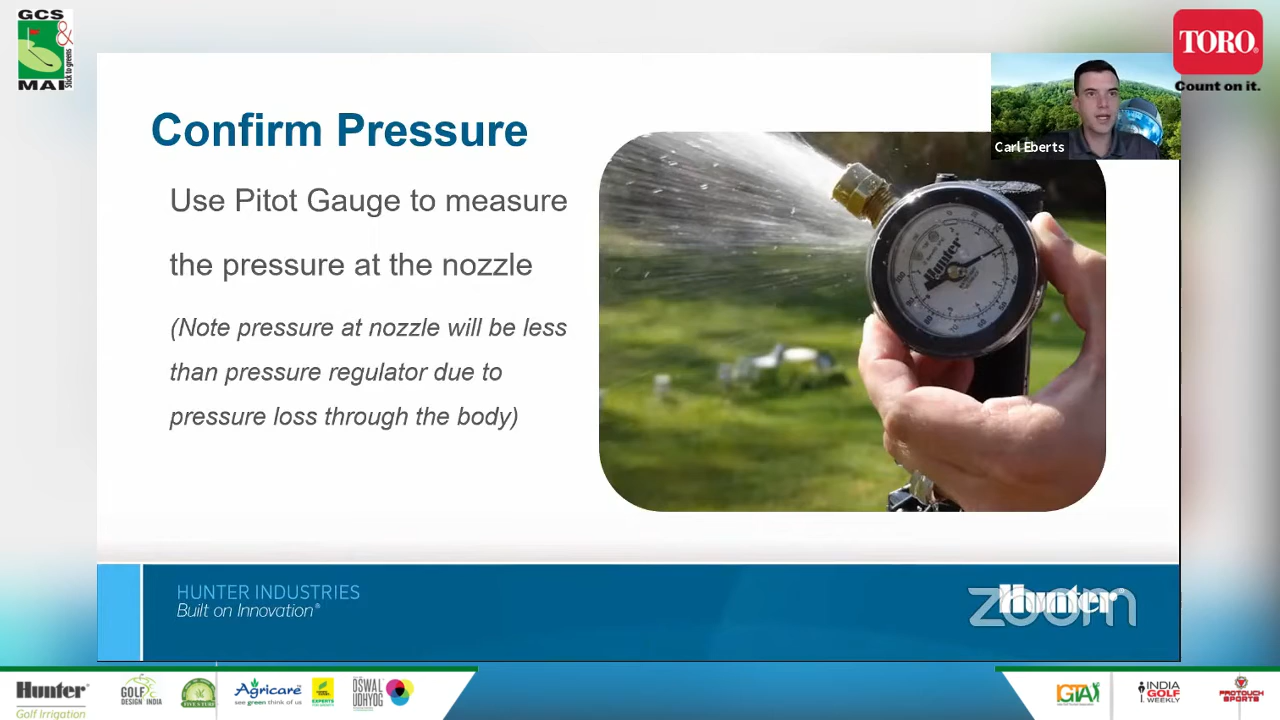 GCS
&
MAI
Stick to greens
TORO.
Count on it.
Carl Eberts
Confirm Pressure
Use Pitot Gauge to measure
the pressure at the nozzle
(Note pressure at nozzle will be less
than pressure regulator due to
pressure loss through the body)
Hunter
HUNTER INDUSTRIES
Built on Innovation®
Hunter
zoom
Hunter®
Golf Irrigation
GOLF
DESIGN INDIA
Agricare
see green think of us
OSWAL
UDHYOG
IGTA
INDIA
GOLF
WEEKLY
PROTOUCH
SPORTS